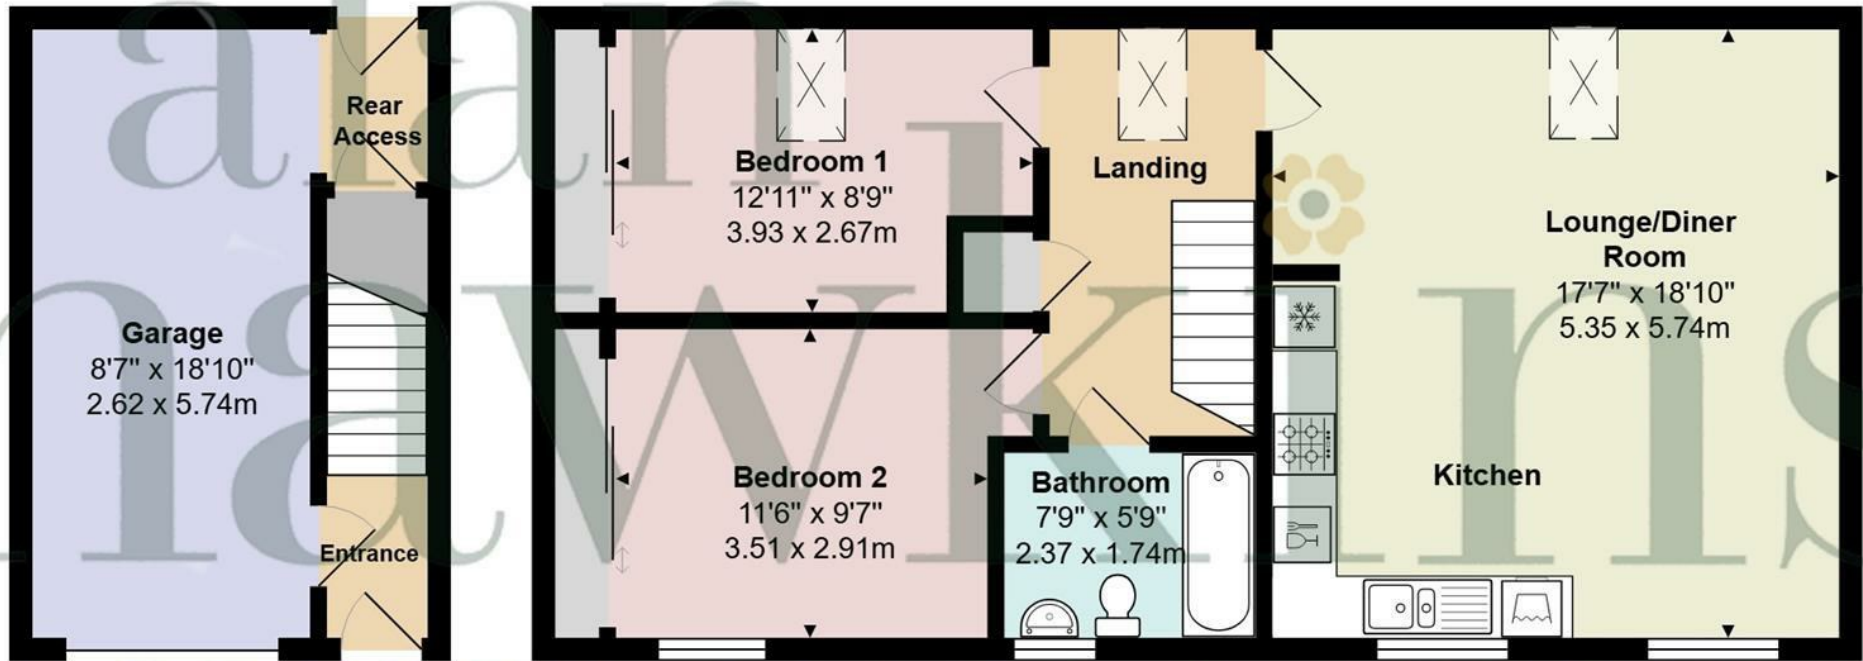 alan
hawkins
Rear
Access
Garage
8'7" x 18'10"
2.62 x 5.74m
Entrance
Bedroom 1
12'11" x 8'9"
3.93 x 2.67m
Landing
Lounge/Diner
Room
17'7" x 18'10"
5.35 x 5.74m
Bedroom 2
11'6" x 9'7"
3.51 x 2.91m
Bathroom
7'9" x 5'9"
2.37 x 1.74m
Kitchen